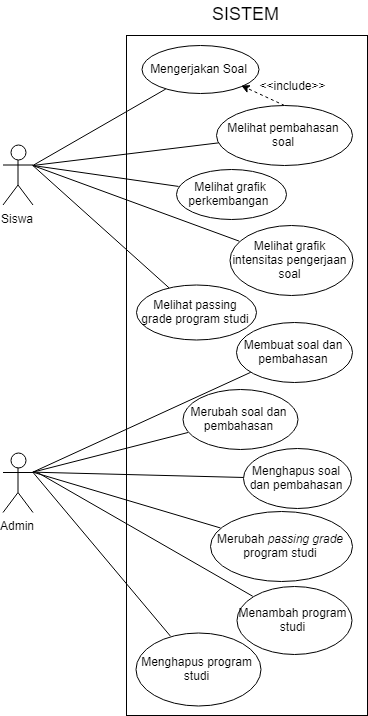 SISTEM
Mengerjakan Soal
<<include>>
Melihat pembahasan
soal
Melihat grafik
perkembangan
Siswa
Melihat grafik
intensitas pengerjaan
soal
Melihat passing
grade program studi
Membuat soal dan
pembahasan
Merubah soal dan
pembahasan
Menghapus soal
dan pembahasan
Admin
Merubah passing grade
program studi
Menambah program
studi
Menghapus program
studi